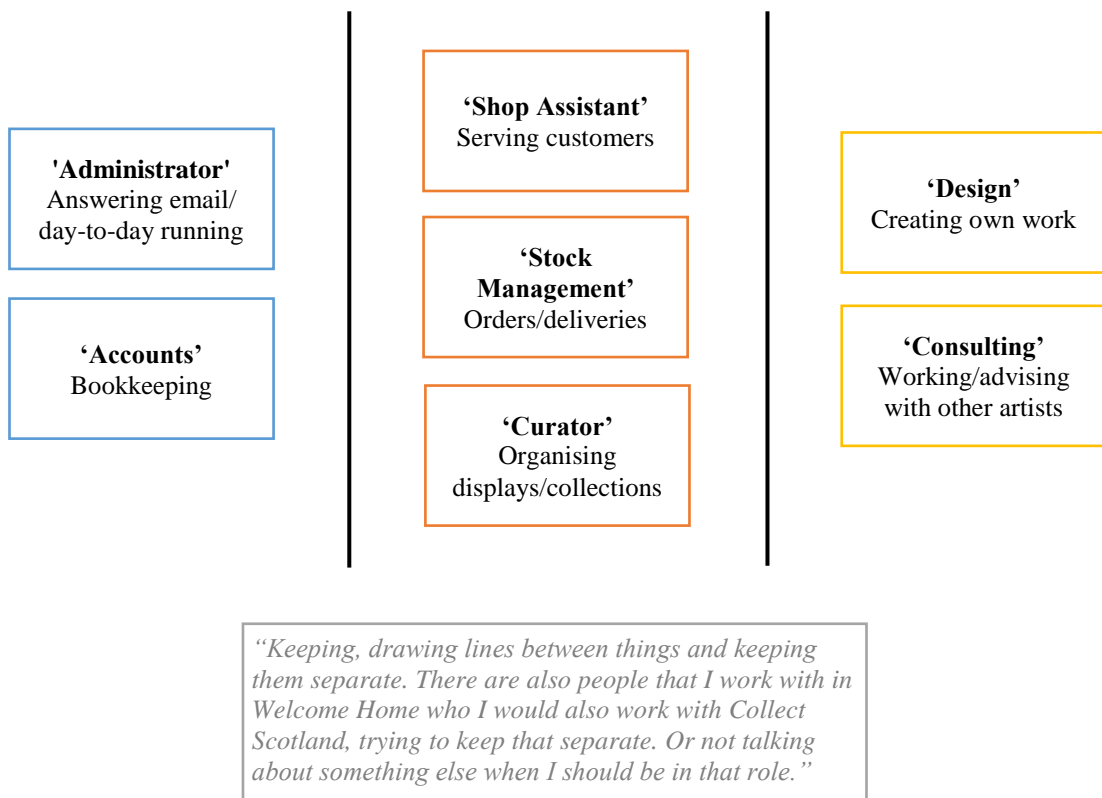 'Administrator'
Answering email/
day-to-day running
‘Accounts’
Bookkeeping
‘Shop Assistant’
Serving customers
‘Stock
Management’
Orders/deliveries
‘Curator’
Organising
displays/collections
‘Design’
Creating own work
‘Consulting’
Working/advising
with other artists
“Keeping, drawing lines between things and keeping
them separate. There are also people that I work with in
Welcome Home who I would also work with Collect
Scotland, trying to keep that separate. Or not talking
about something else when I should be in that role.”